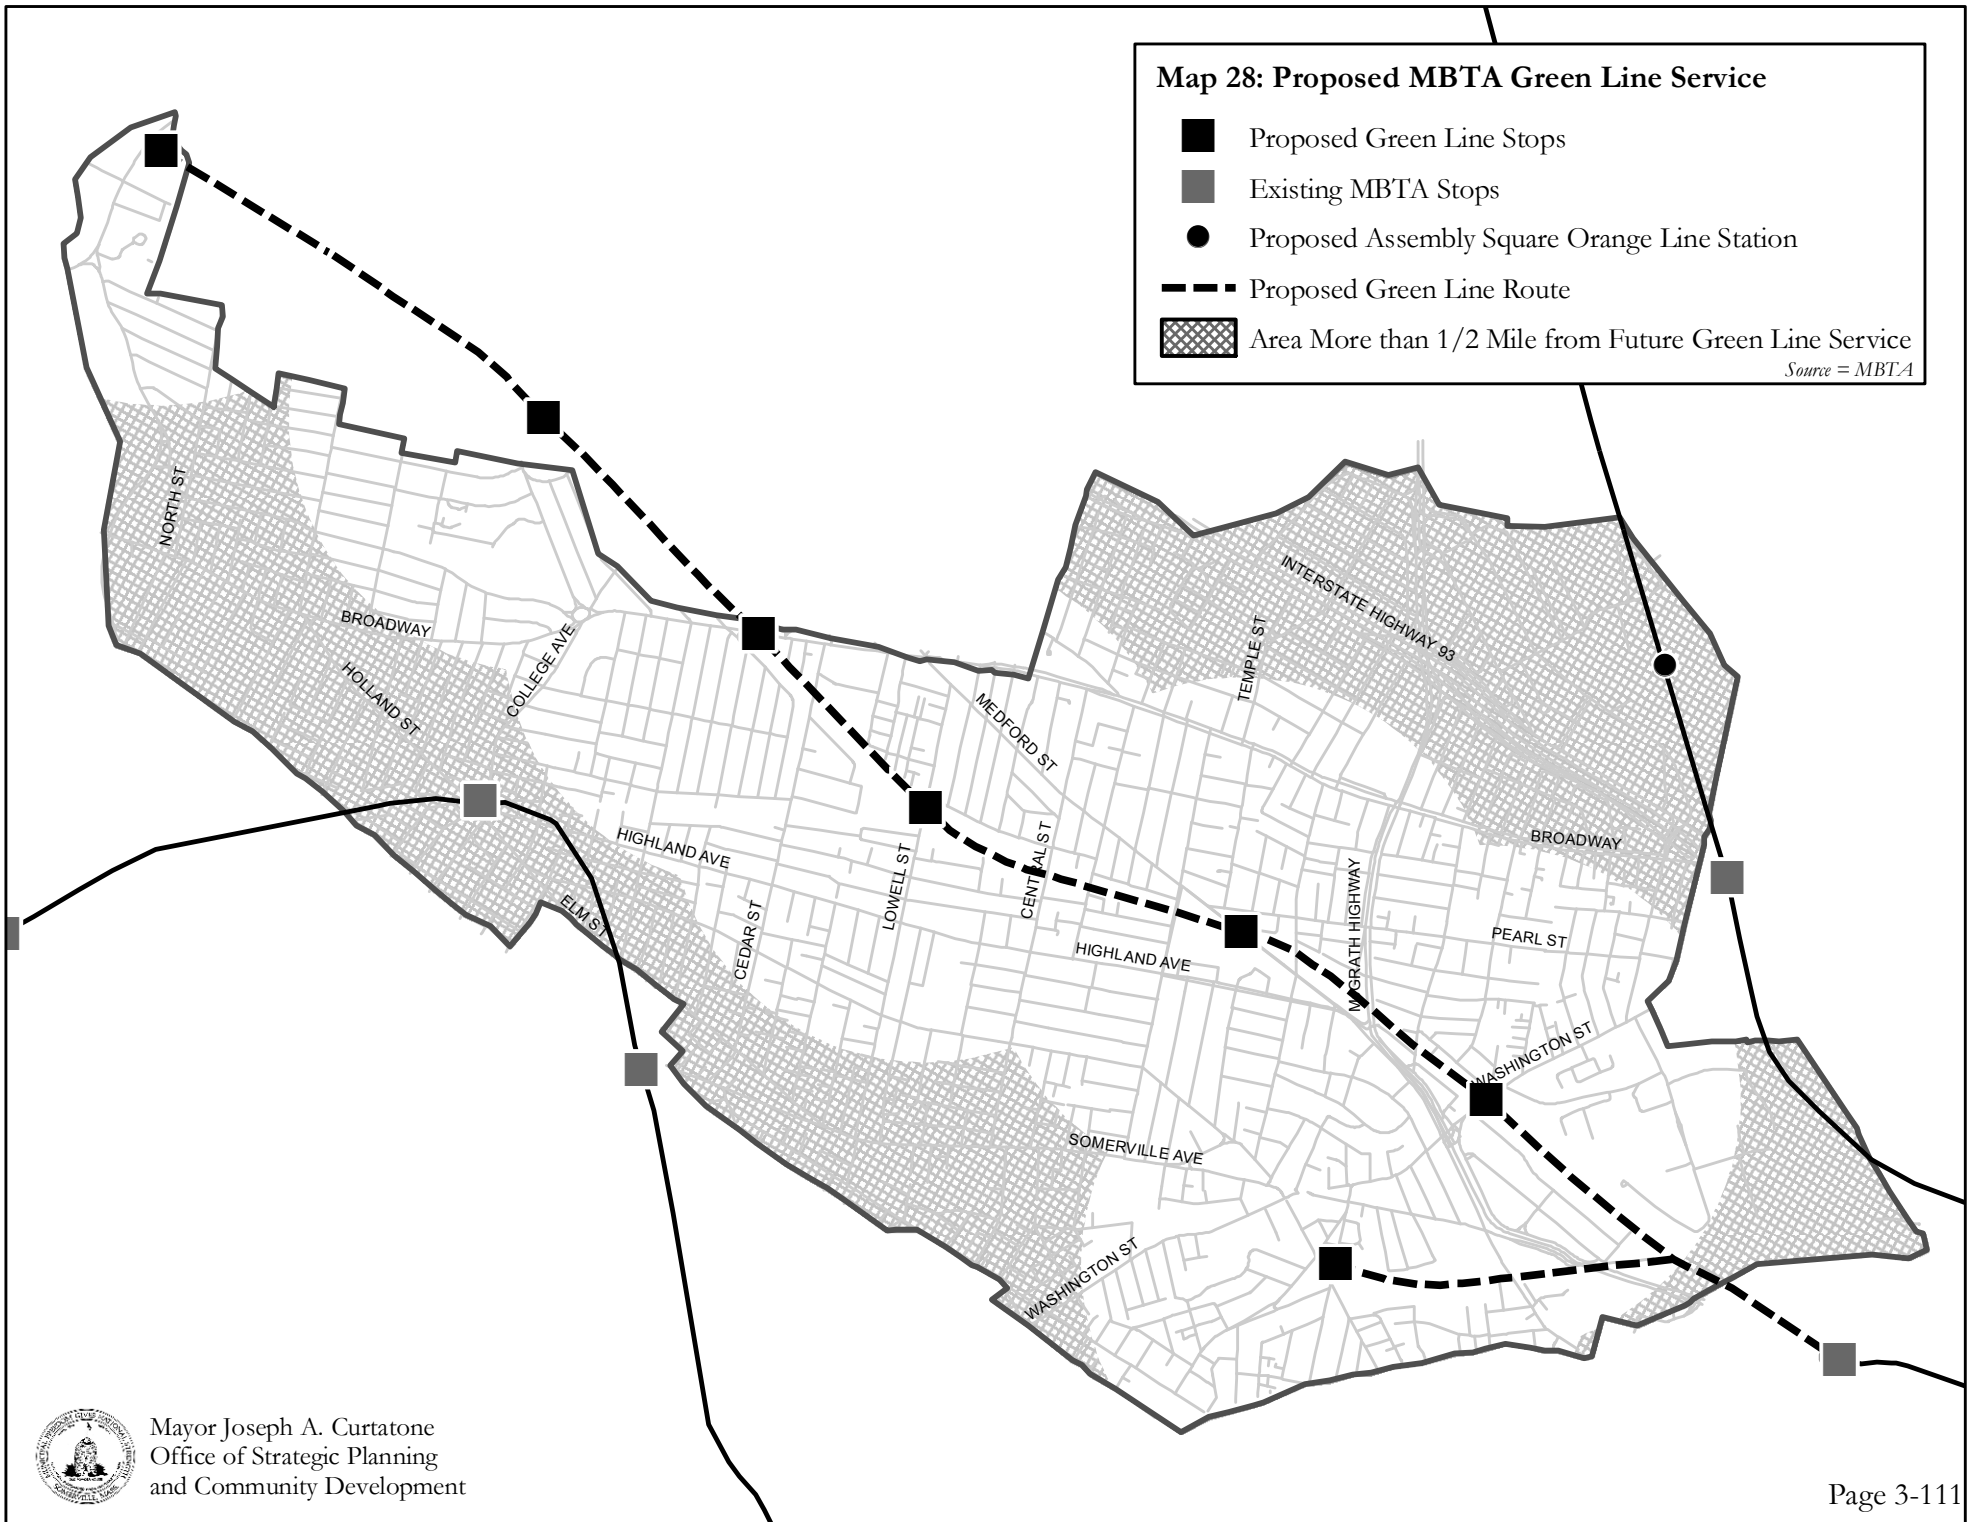 Map 28: Proposed MBTA Green Line Service
Proposed Green Line Stops
Existing MBTA Stops
Proposed Assembly Square Orange Line Station
Proposed Green Line Route
Area More than 1/2 Mile from Future Green Line Service
Source = MBTA
NORTH ST
BROADWAY
HOLLAND ST
COLLEGE AVE
INTERSTATE HIGHWAY 93
TEMPLE ST
MEDFORD ST
HIGHLAND AVE
ELM ST
CEDAR ST
LOWELL ST
CENTRAL ST
HIGHLAND AVE
MCGRATH HIGHWAY
BROADWAY
PEARL ST
WASHINGTON ST
SOMERVILLE AVE
WASHINGTON ST
Mayor Joseph A. Curtatone
Office of Strategic Planning
and Community Development
Page 3-111